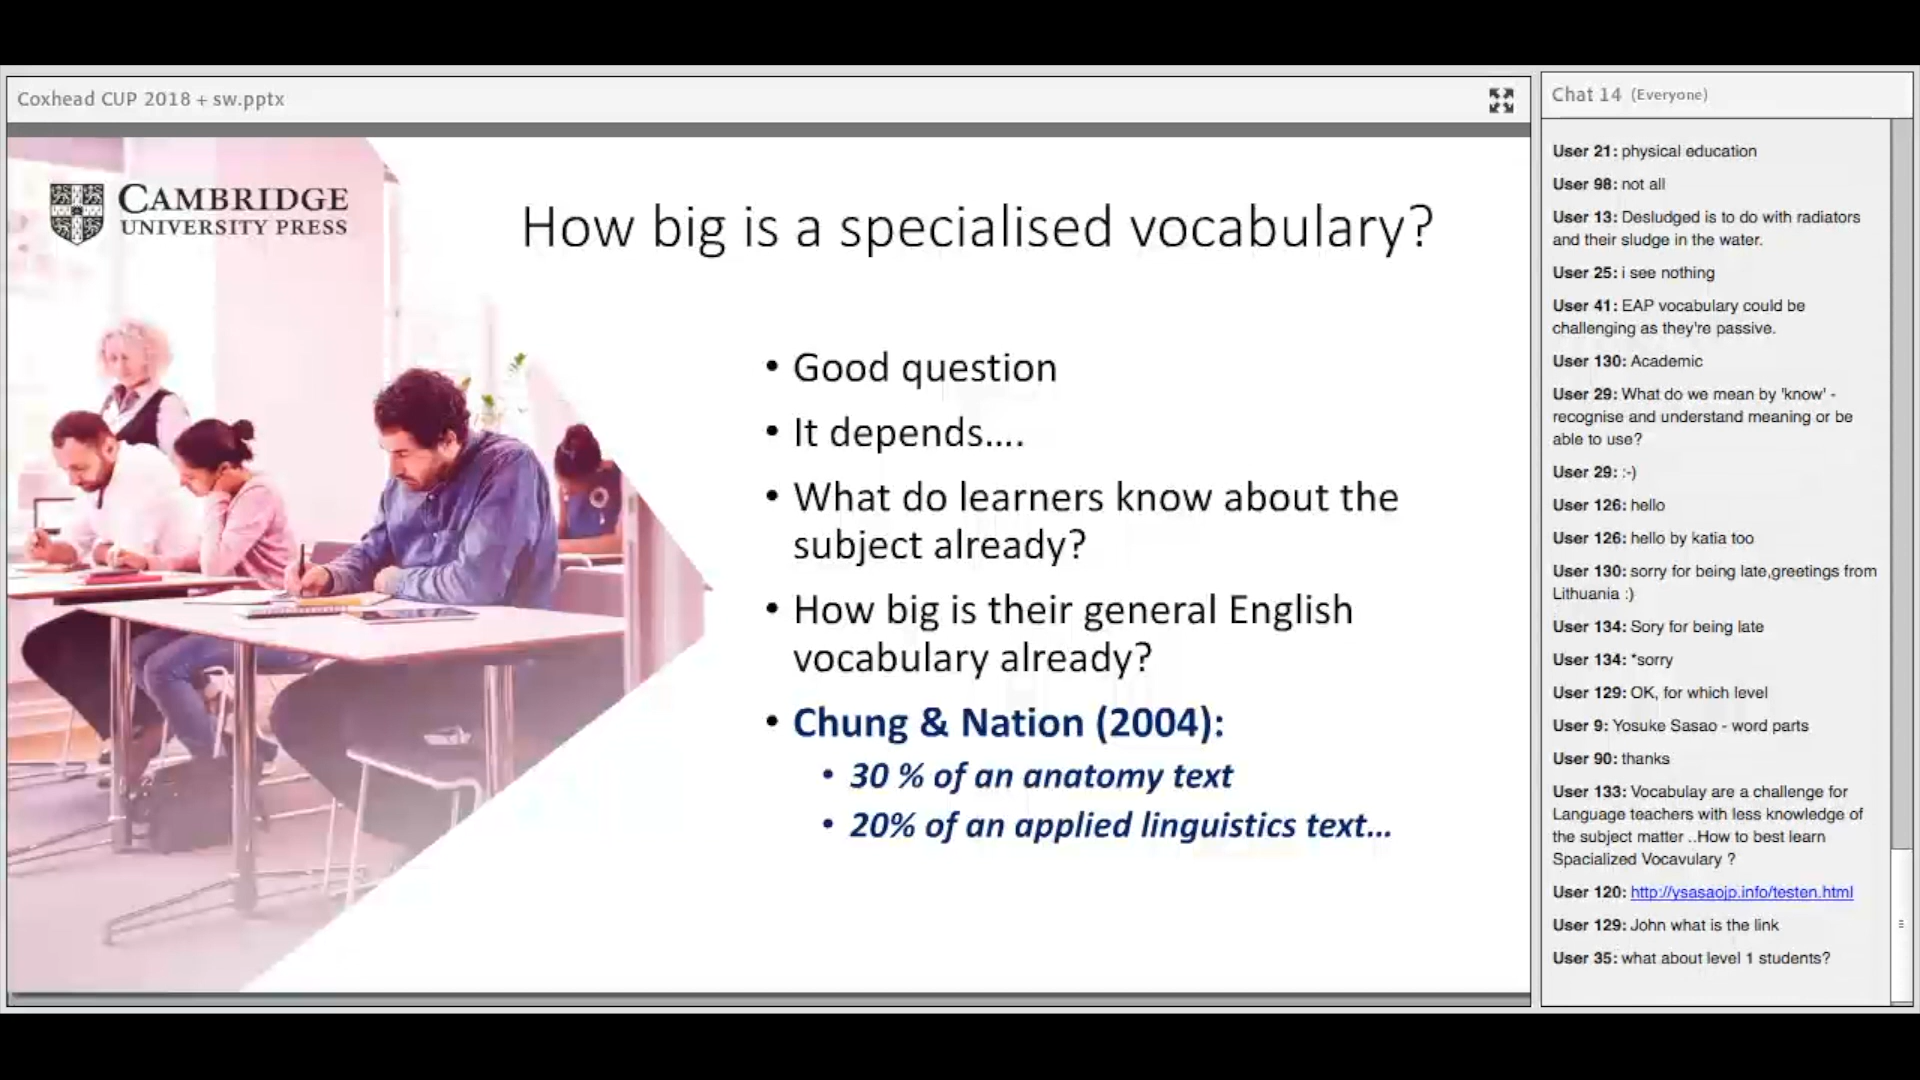 Coxhead CUP 2018 + sw.pptx
CAMBRIDGE
UNIVERSITY PRESS
How big is a specialised vocabulary?
• Good question
• It depends....
• What do learners know about the
subject already?
• How big is their general English
vocabulary already?
• Chung & Nation (2004):
• 30 % of an anatomy text
• 20% of an applied linguistics text...
Chat 14 (Everyone)
User 21: physical education
User 98: not all
User 13: Desludged is to do with radiators
and their sludge in the water.
User 25: i see nothing
User 41: EAP vocabulary could be
challenging as they're passive.
User 130: Academic
User 29: What do we mean by 'know' -
recognise and understand meaning or be
able to use?
User 29: :-)
User 126: hello
User 126: hello by katia too
User 130: sorry for being late,greetings from
Lithuania :)
User 134: Sory for being late
User 134: *sorry
User 129: OK, for which level
User 9: Yosuke Sasao - word parts
User 90: thanks
User 133: Vocabulay are a challenge for
Language teachers with less knowledge of
the subject matter ..How to best learn
Spacialized Vocavulary ?
User 120: http://ysasaojp.info/testen.html
User 129: John what is the link
User 35: what about level 1 students?